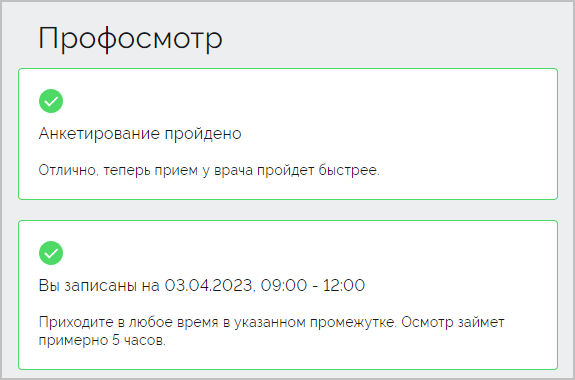 Профосмотр
Анкетирование пройдено
Отлично, теперь прием у врача пройдет быстрее.
Вы записаны на 03.04.2023, 09:00 - 12:00
Приходите в любое время в указанном промежутке. Осмотр займет
примерно 5 часов.